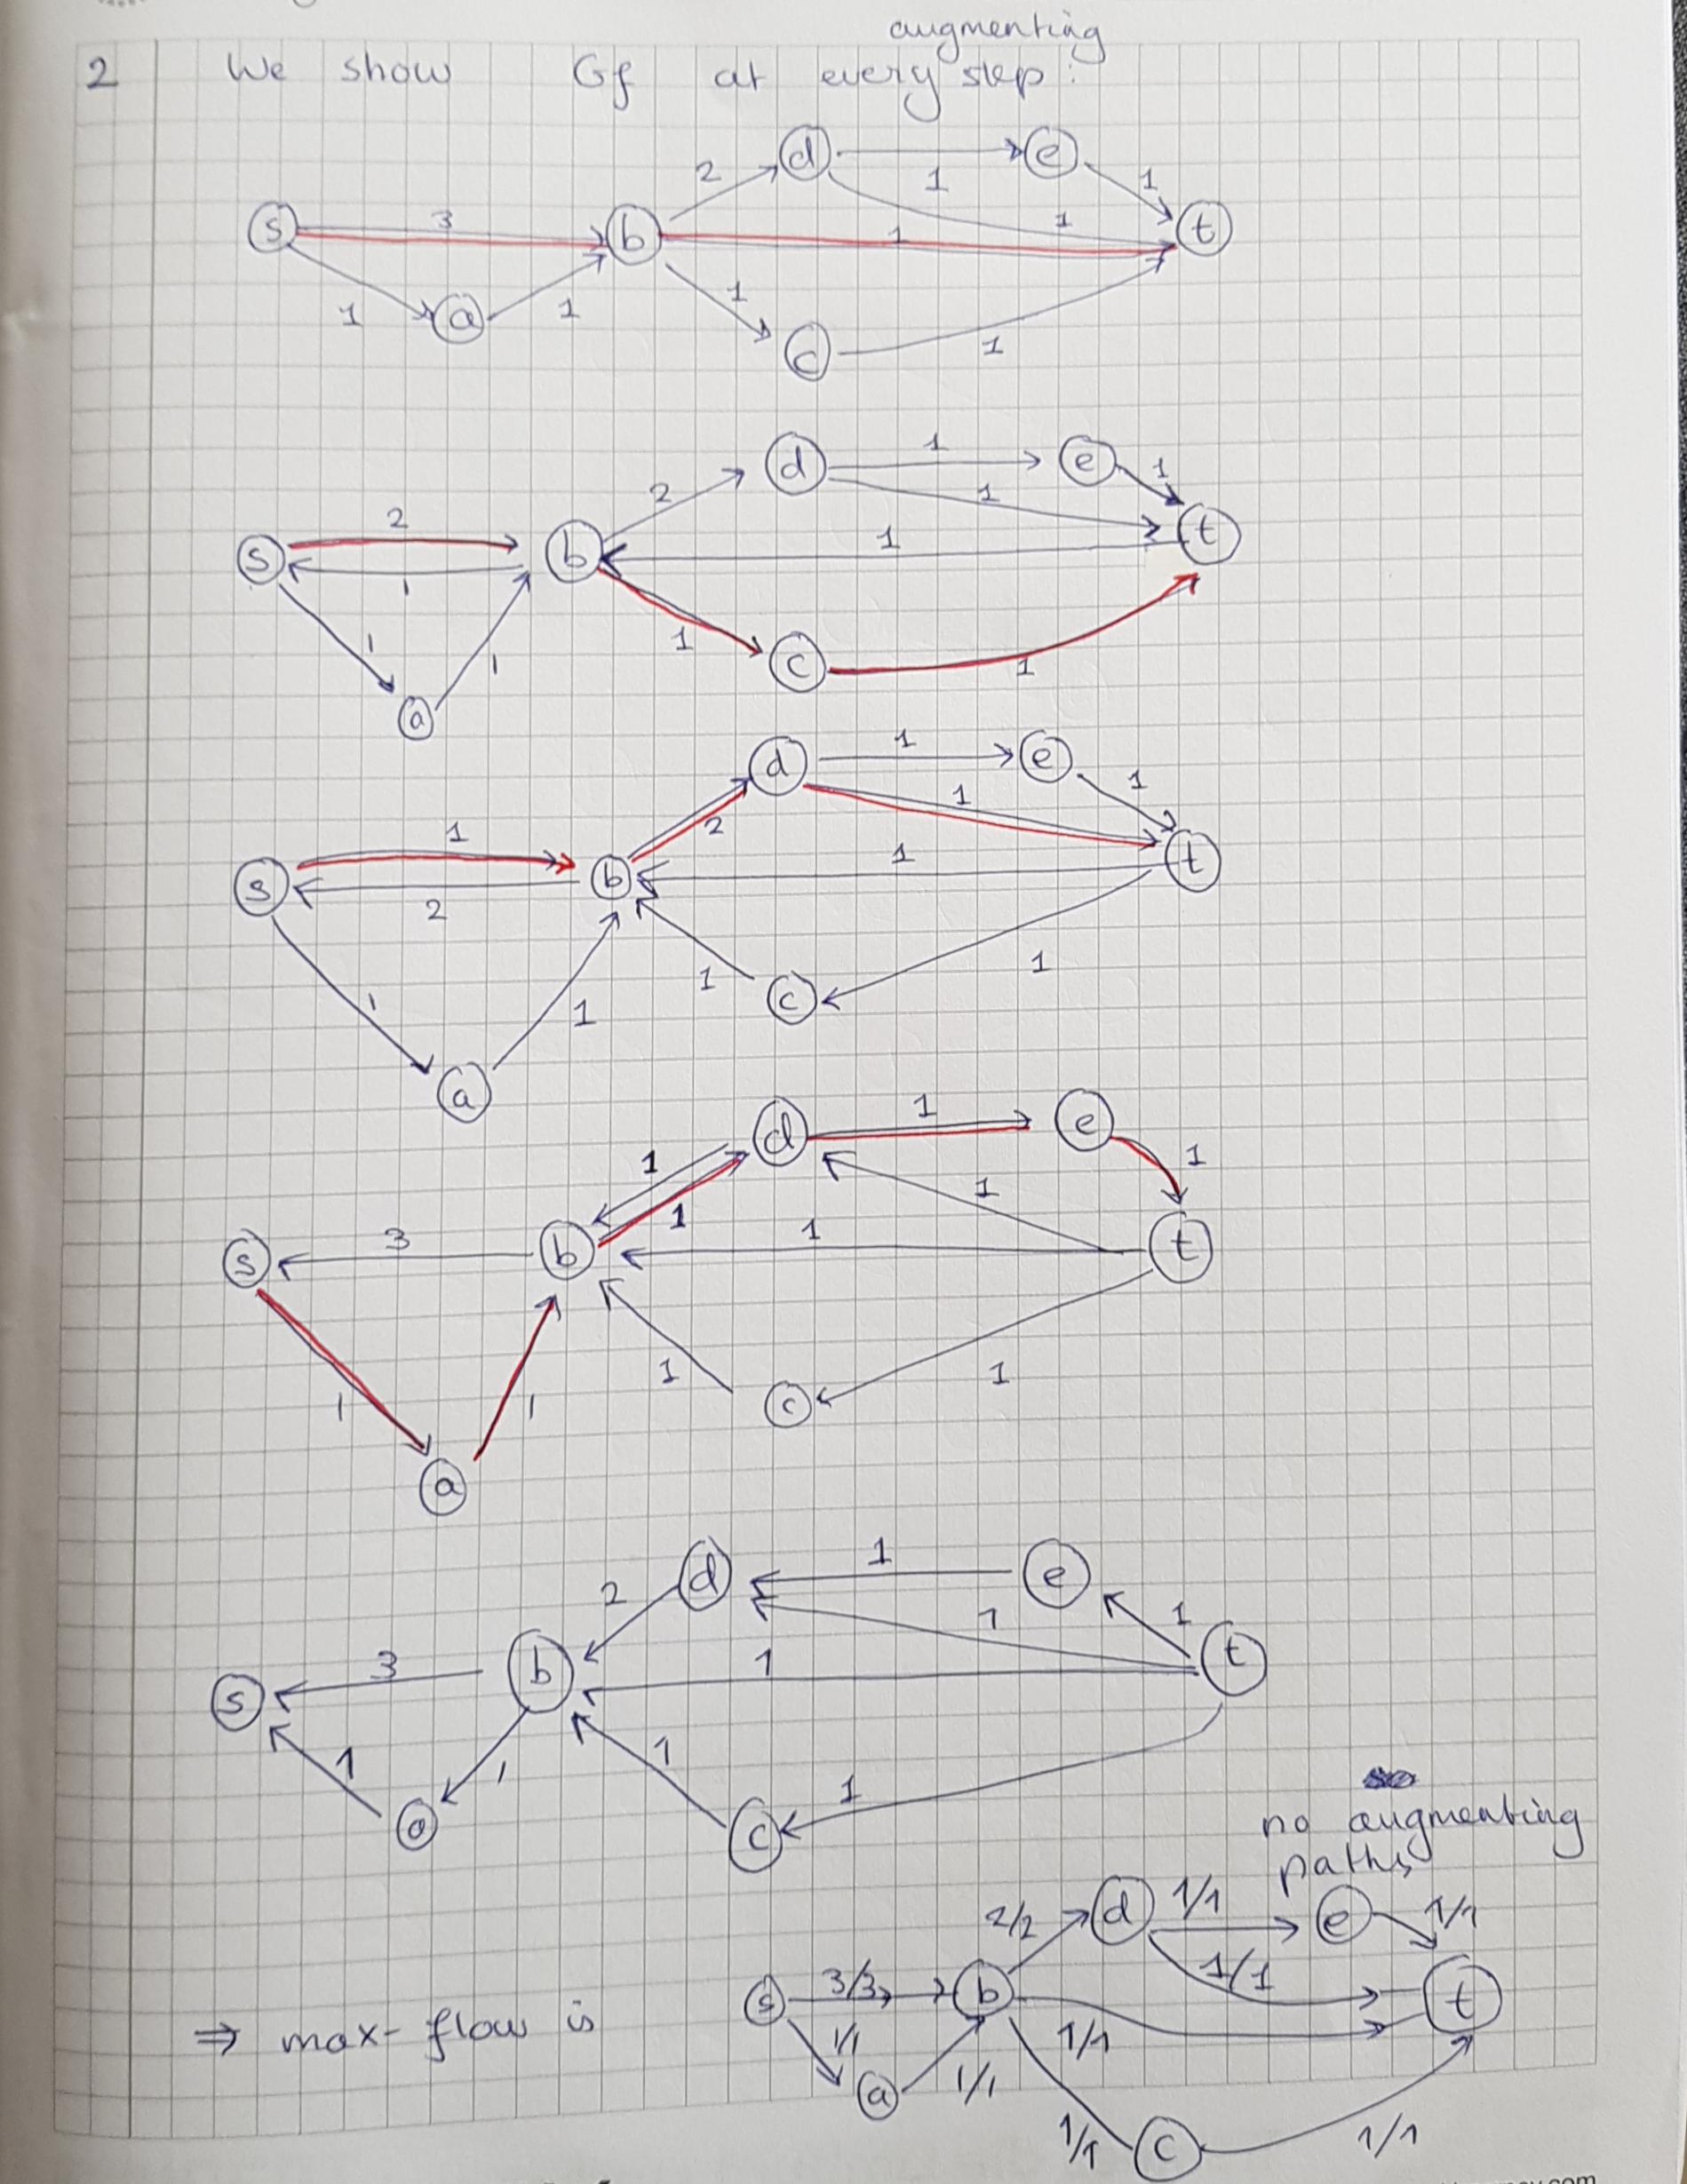 augmenting
2 We show Gf at every step:
d e
2 1 1
s 3 b 1 1 t
1 a 1 1
c 1
d 1 e 1
2 1
s 2 b 1 t
1
1 1 1 c 1
a
d 1 e 1
1 2 1
s b 1 t
2
1 1 1 c 1
a
d 1 e 1
1 1 1
s 3 b 1 t
1 1 1 c 1
a
d 1 e
2 1 1
s 3 b 1 t
1 1 1 1
a c
no augmenting
paths
2/2 d 1/1 e 1/1
s 3/3 b 1/1 t
⇒ max-flow is
1/1 a 1/1 1/1
1/1 c 1/1